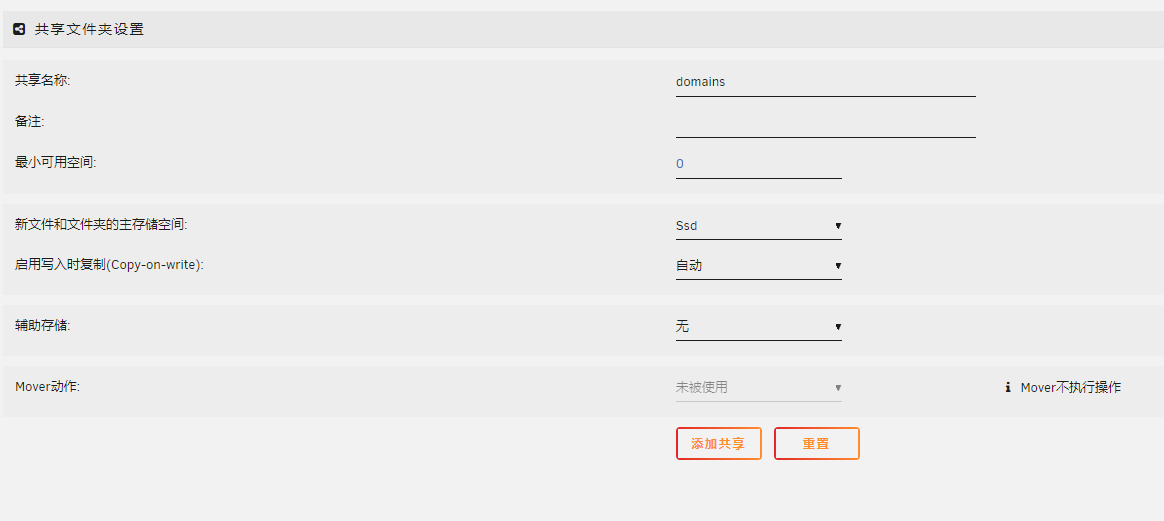 共享文件夹设置
共享名称: domains
备注:
最小可用空间: 0
新文件和文件夹的主存储空间: Ssd
启用写入时复制(Copy-on-write): 自动
辅助存储: 无
Mover动作: 未被使用 Mover不执行操作
添加共享 重置